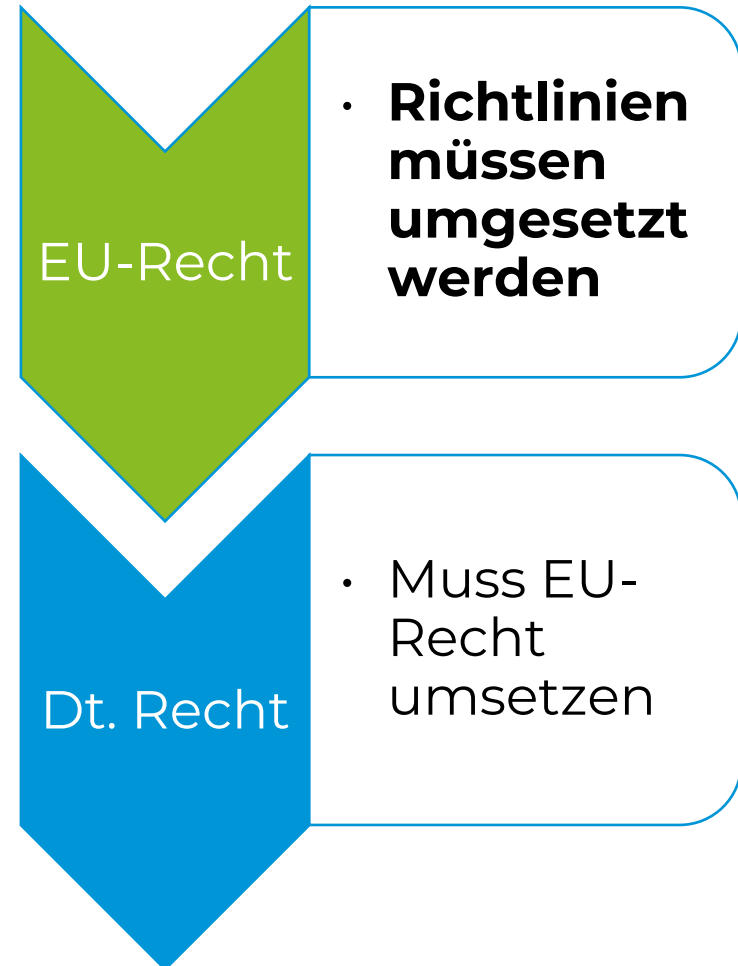 EU-Recht
· Richtlinien
müssen
umgesetzt
werden
Dt. Recht
· Muss EU-
Recht
umsetzen